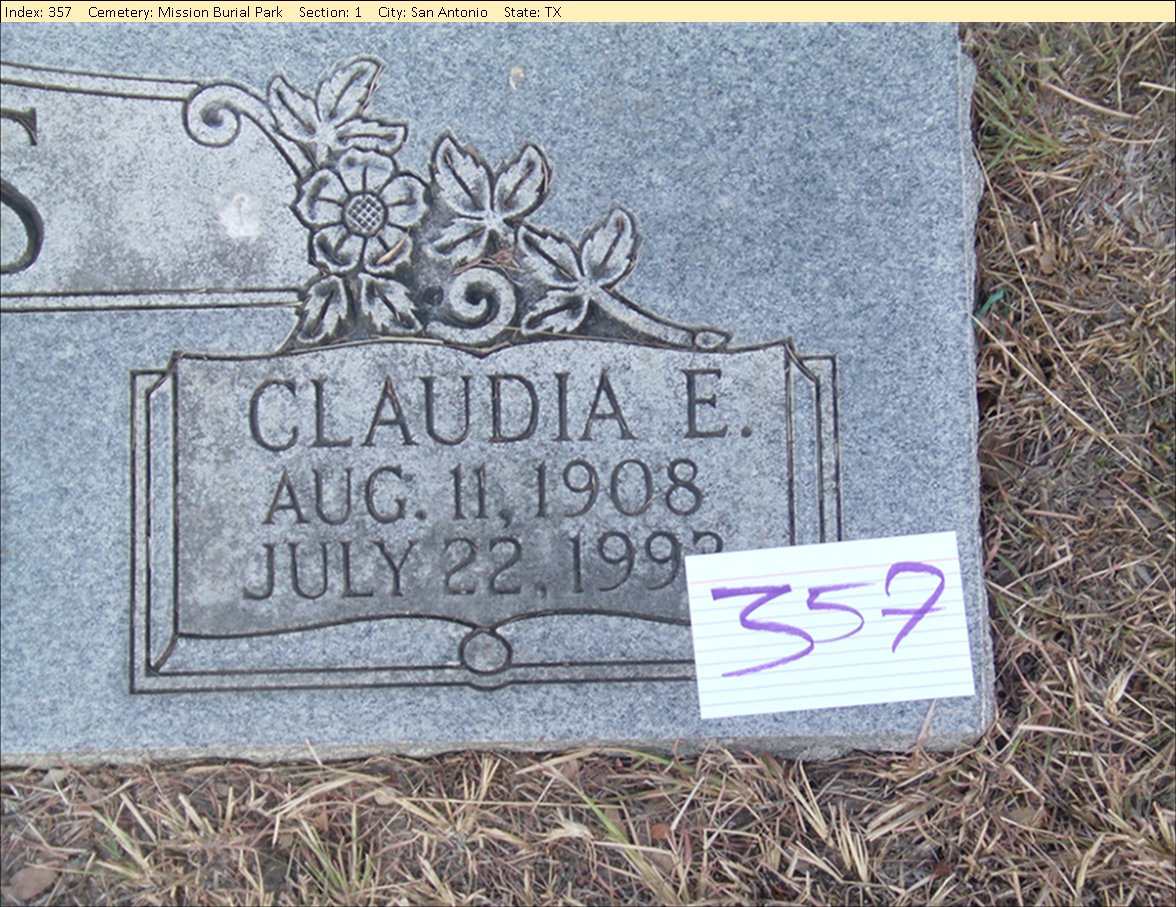 Index: 357 Cemetery: Mission Burial Park Section: 1 City: San Antonio State: TX
S
CLAUDIA E.
AUG. 11, 1908
JULY 22,
357